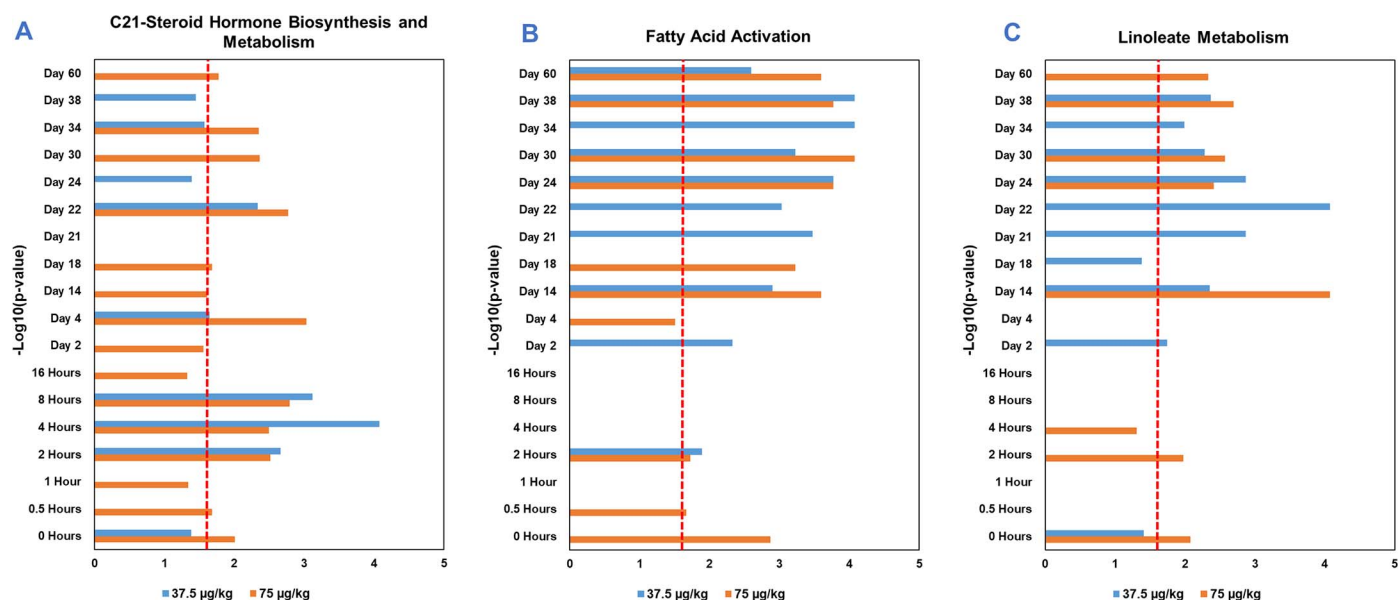 A
C21-Steroid Hormone Biosynthesis and
Metabolism
-Log10(p-value)
Day 60
Day 38
Day 34
Day 30
Day 24
Day 22
Day 21
Day 18
Day 14
Day 4
Day 2
16 Hours
8 Hours
4 Hours
2 Hours
1 Hour
0.5 Hours
0 Hours
0 1 2 3 4 5
37.5 µg/kg 75 µg/kg
B
Fatty Acid Activation
-Log10(p-value)
Day 60
Day 38
Day 34
Day 30
Day 24
Day 22
Day 21
Day 18
Day 14
Day 4
Day 2
16 Hours
8 Hours
4 Hours
2 Hours
1 Hour
0.5 Hours
0 Hours
0 1 2 3 4 5
37.5 µg/kg 75 µg/kg
C
Linoleate Metabolism
-Log10(p-value)
Day 60
Day 38
Day 34
Day 30
Day 24
Day 22
Day 21
Day 18
Day 14
Day 4
Day 2
16 Hours
8 Hours
4 Hours
2 Hours
1 Hour
0.5 Hours
0 Hours
0 1 2 3 4 5
37.5 µg/kg 75 µg/kg